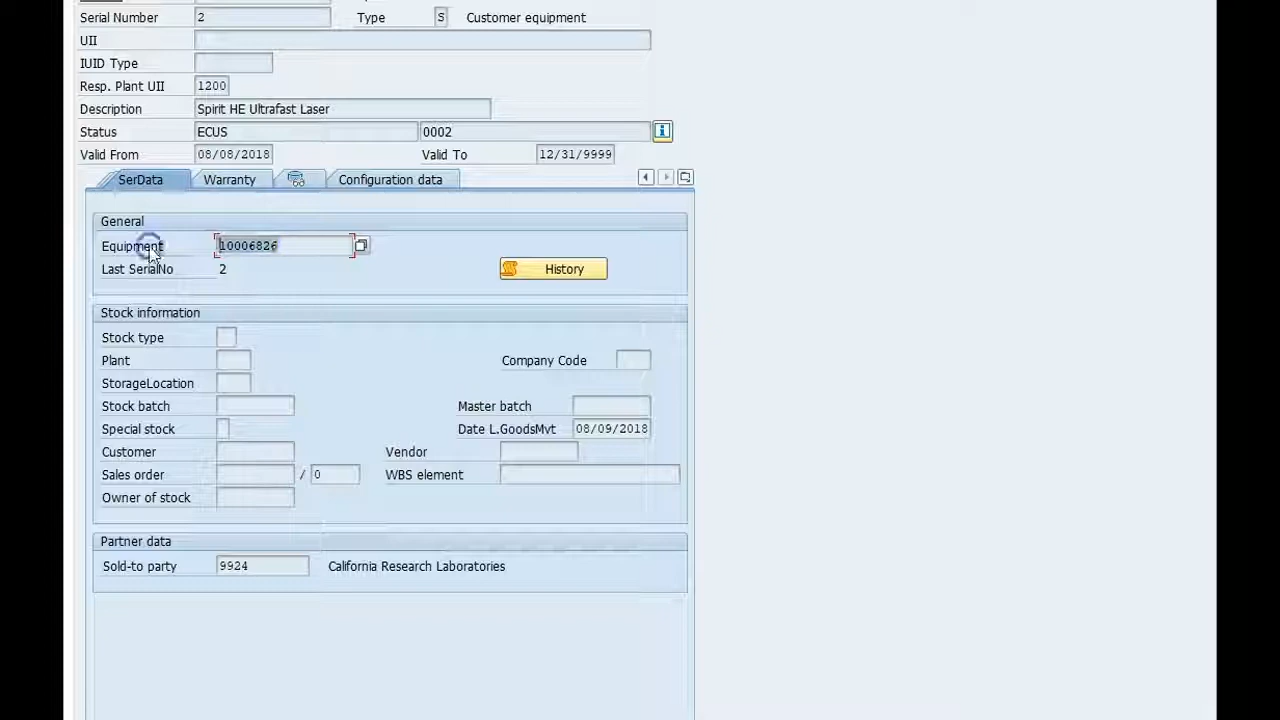 Serial Number 2 Type S Customer equipment
UII
IUID Type
Resp. Plant UII 1200
Description Spirit HE Ultrafast Laser
Status ECUS 0002
Valid From 08/08/2018 Valid To 12/31/9999
SerData Warranty Configuration data
General
Equipment 10006826
Last SerialNo 2 History
Stock information
Stock type
Plant Company Code
StorageLocation
Stock batch Master batch
Special stock Date L.GoodsMvt 08/09/2018
Customer Vendor
Sales order / 0 WBS element
Owner of stock
Partner data
Sold-to party 9924 California Research Laboratories